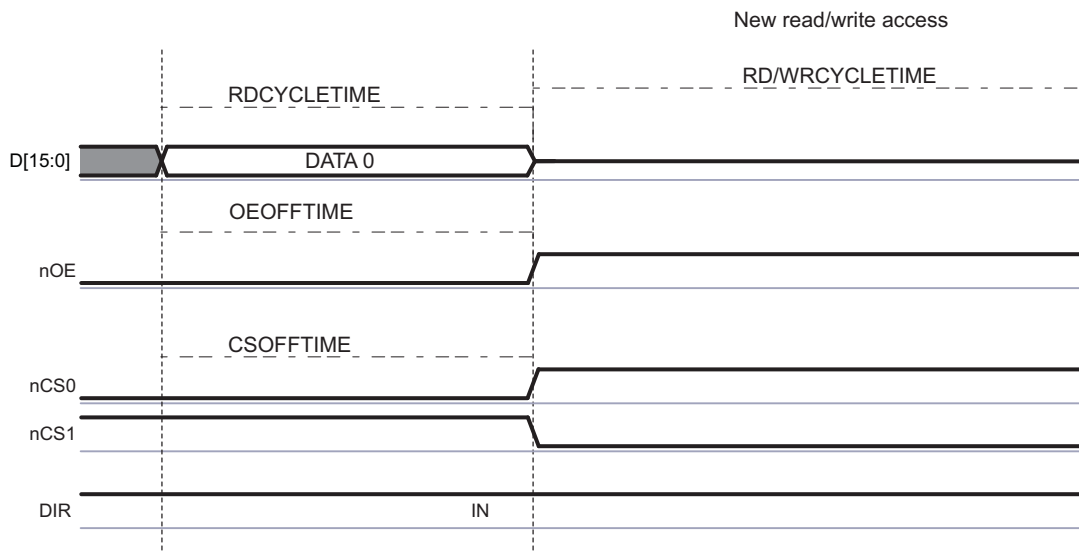 New read/write access
RDCYCLETIME
RD/WRCYCLETIME
D[15:0]
DATA 0
OEOFFTIME
nOE
CSOFFTIME
nCS0
nCS1
DIR
IN